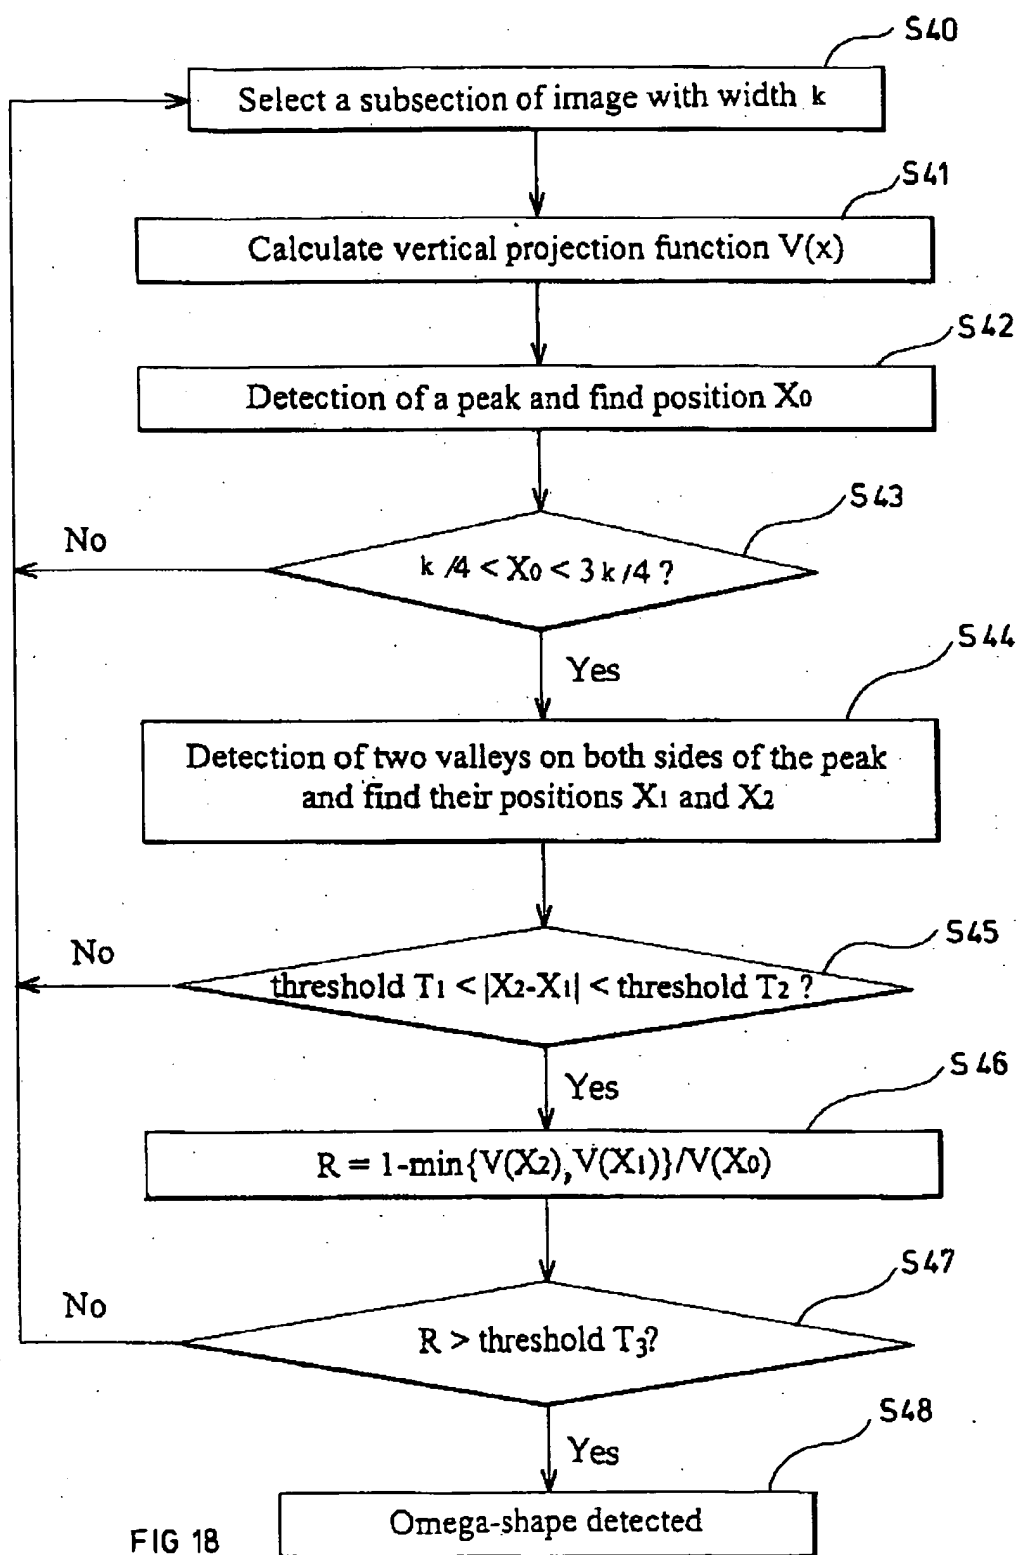 S40
Select a subsection of image with width k
S41
Calculate vertical projection function V(x)
S42
Detection of a peak and find position X0
S43
No
k/4 < X0 < 3k/4 ?
S44
Yes
Detection of two valleys on both sides of the peak
and find their positions X1 and X2
S45
No
threshold T1 < |X2-X1| < threshold T2 ?
S46
Yes
R = 1-min{V(X2),V(X1)}/V(X0)
S47
No
R > threshold T3?
S48
Yes
Omega-shape detected
FIG 18